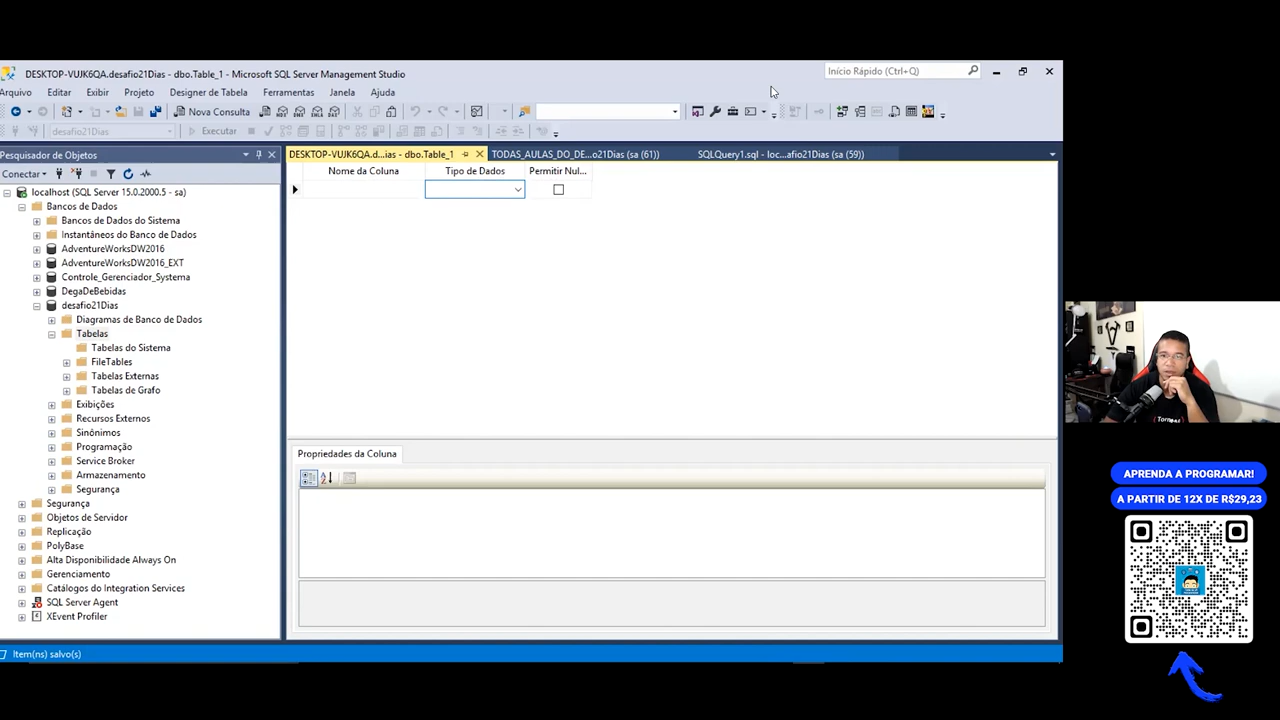 DESKTOP-VUJK6QA.desafio21Dias - dbo.Table_1 - Microsoft SQL Server Management Studio
Início Rápido (Ctrl+Q)
Arquivo Editar Exibir Projeto Designer de Tabela Ferramentas Janela Ajuda
Nova Consulta
desafio21Dias Executar
Pesquisador de Objetos
DESKTOP-VUJK6QA.d...ias - dbo.Table_1 TODAS_AULAS_DO_DE...o21Dias (sa (61)) SQLQuery1.sql - loc...afio21Dias (sa (59))
Conectar
Nome da Coluna Tipo de Dados Permitir Nul...
localhost (SQL Server 15.0.2000.5 - sa)
Bancos de Dados
Bancos de Dados do Sistema
Instantâneos do Banco de Dados
AdventureWorksDW2016
AdventureWorksDW2016_EXT
Controle_Gerenciador_Systema
DegaDeBebidas
desafio21Dias
Diagramas de Banco de Dados
Tabelas
Tabelas do Sistema
FileTables
Tabelas Externas
Tabelas de Grafo
Exibições
Recursos Externos
Sinônimos
Programação
Service Broker
Armazenamento
Segurança
Segurança
Objetos de Servidor
Replicação
PolyBase
Alta Disponibilidade Always On
Gerenciamento
Catálogos do Integration Services
SQL Server Agent
XEvent Profiler
Propriedades da Coluna
Item(ns) salvo(s)
APRENDA A PROGRAMAR!
A PARTIR DE 12X DE R$29,23